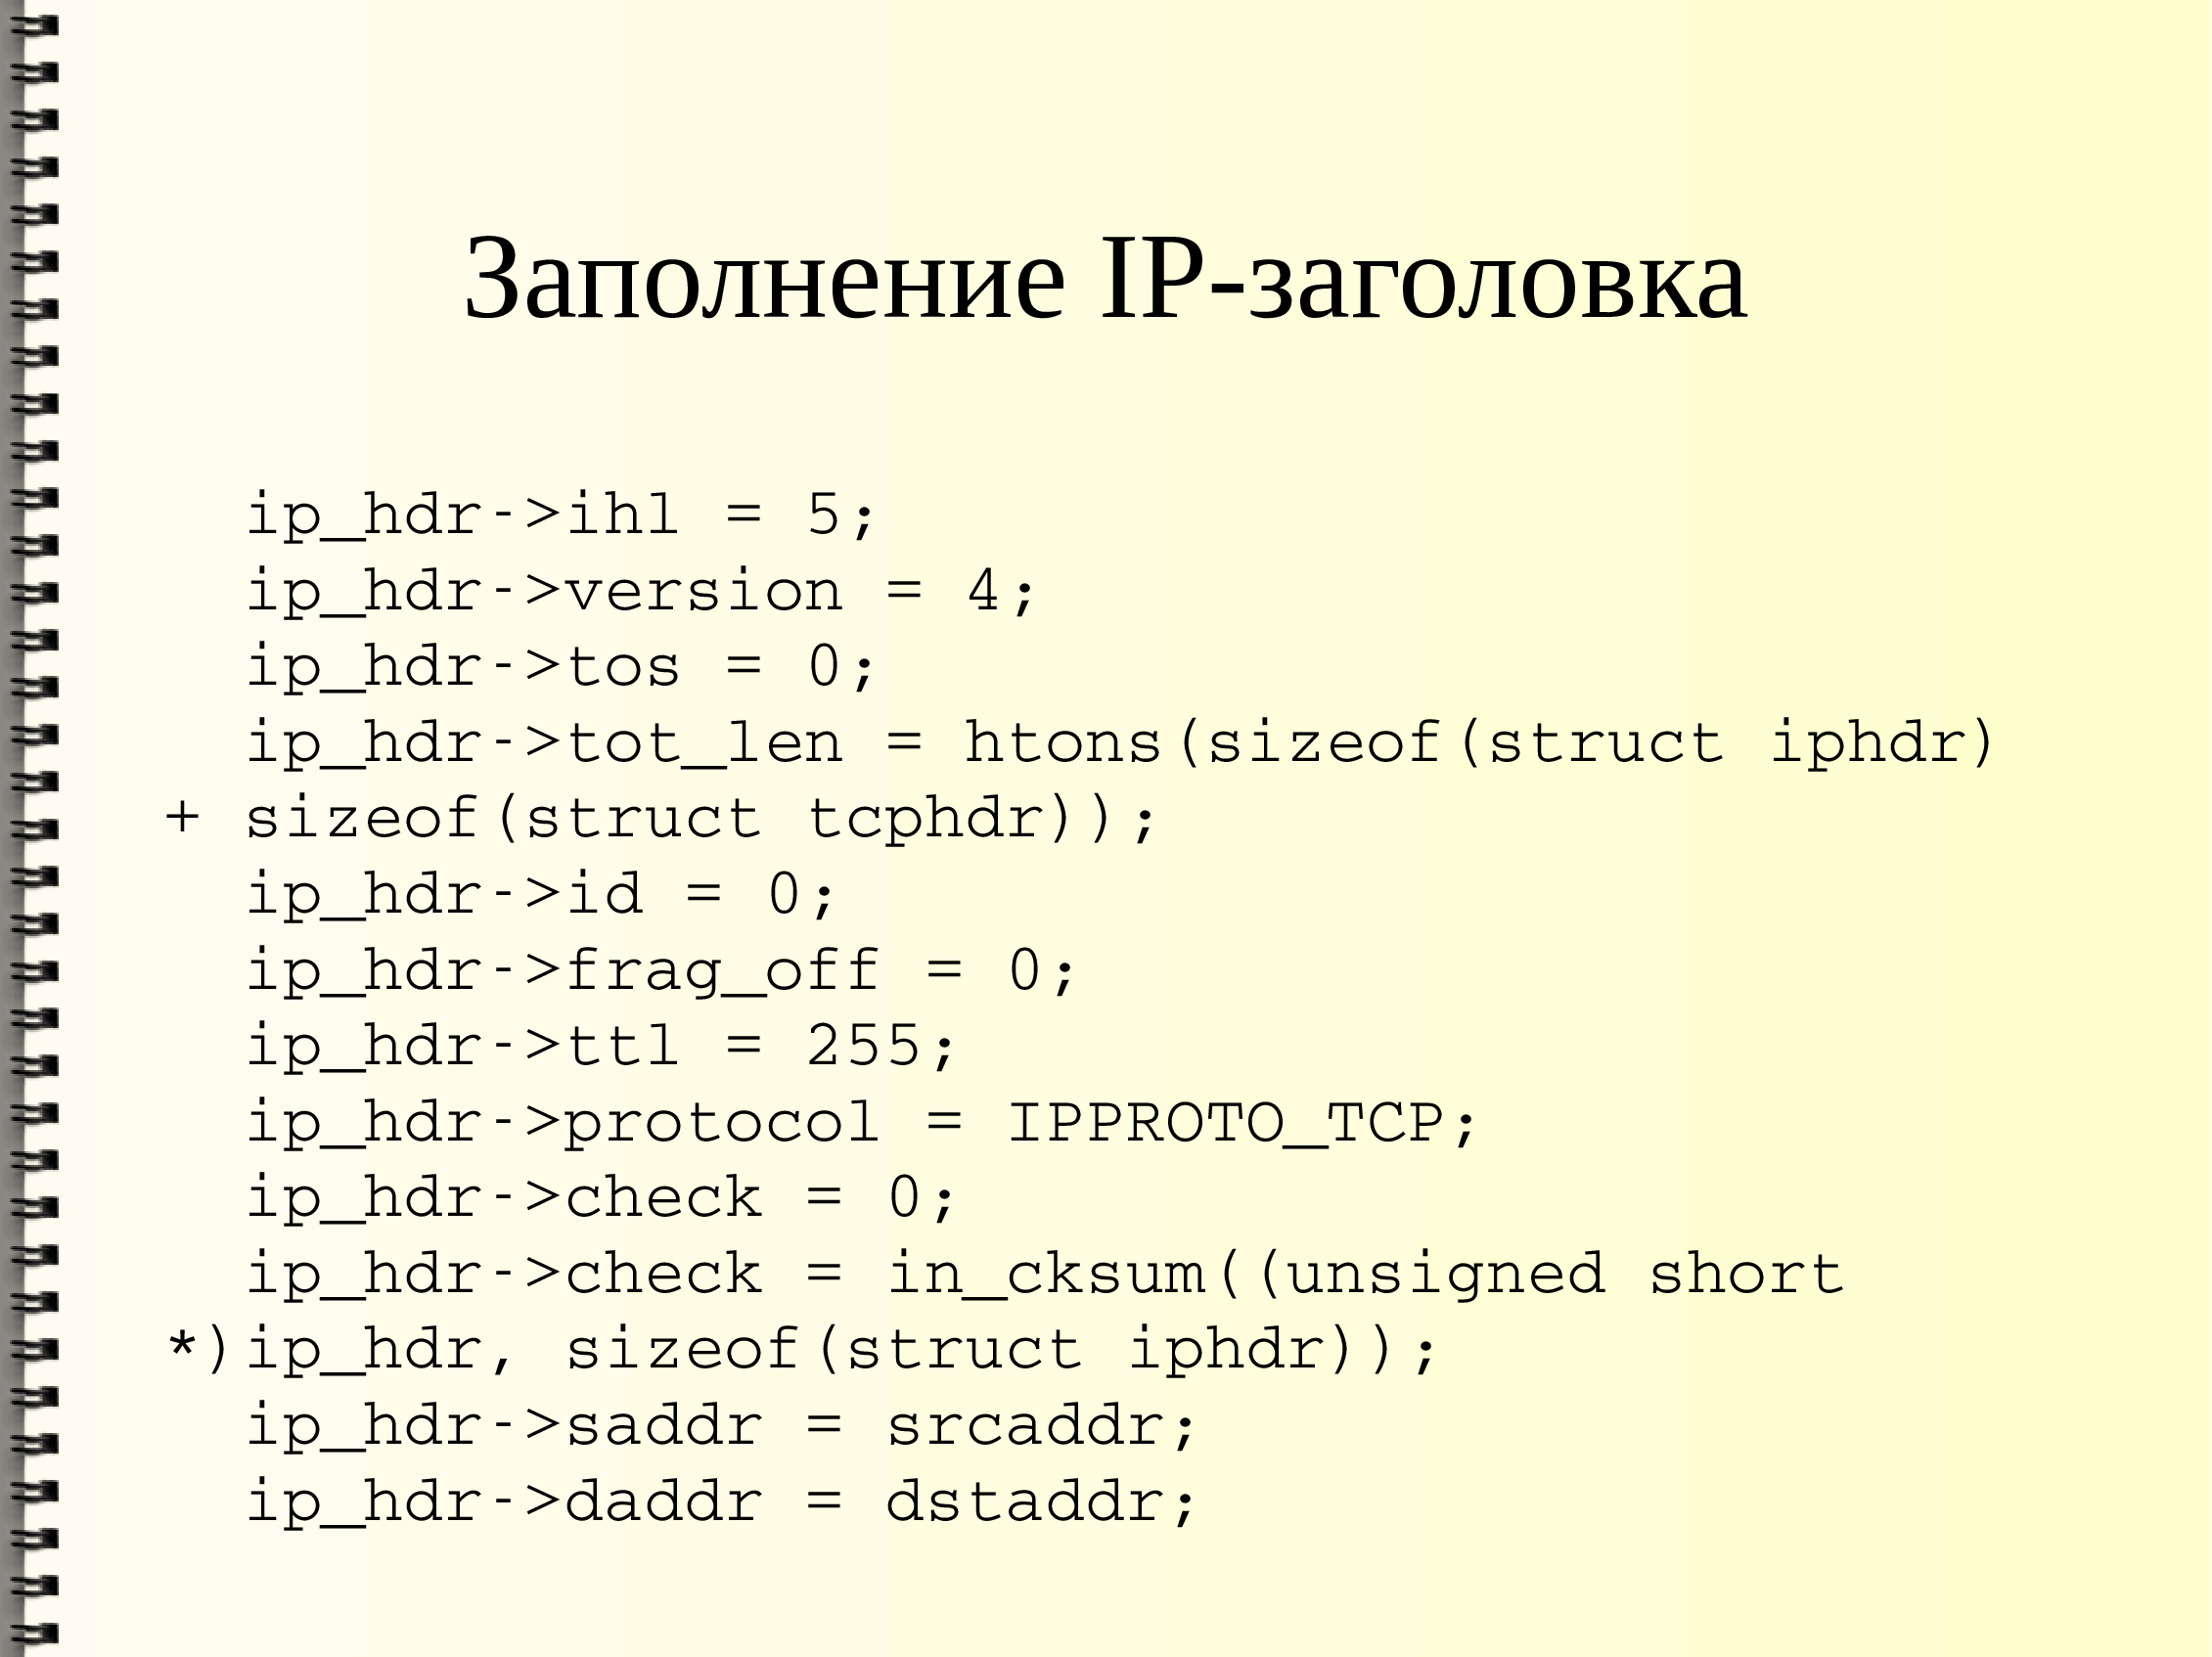 Заполнение IP-заголовка
ip_hdr->ihl = 5;
ip_hdr->version = 4;
ip_hdr->tos = 0;
ip_hdr->tot_len = htons(sizeof(struct iphdr)
+ sizeof(struct tcphdr));
ip_hdr->id = 0;
ip_hdr->frag_off = 0;
ip_hdr->ttl = 255;
ip_hdr->protocol = IPPROTO_TCP;
ip_hdr->check = 0;
ip_hdr->check = in_cksum((unsigned short
*)ip_hdr, sizeof(struct iphdr));
ip_hdr->saddr = srcaddr;
ip_hdr->daddr = dstaddr;